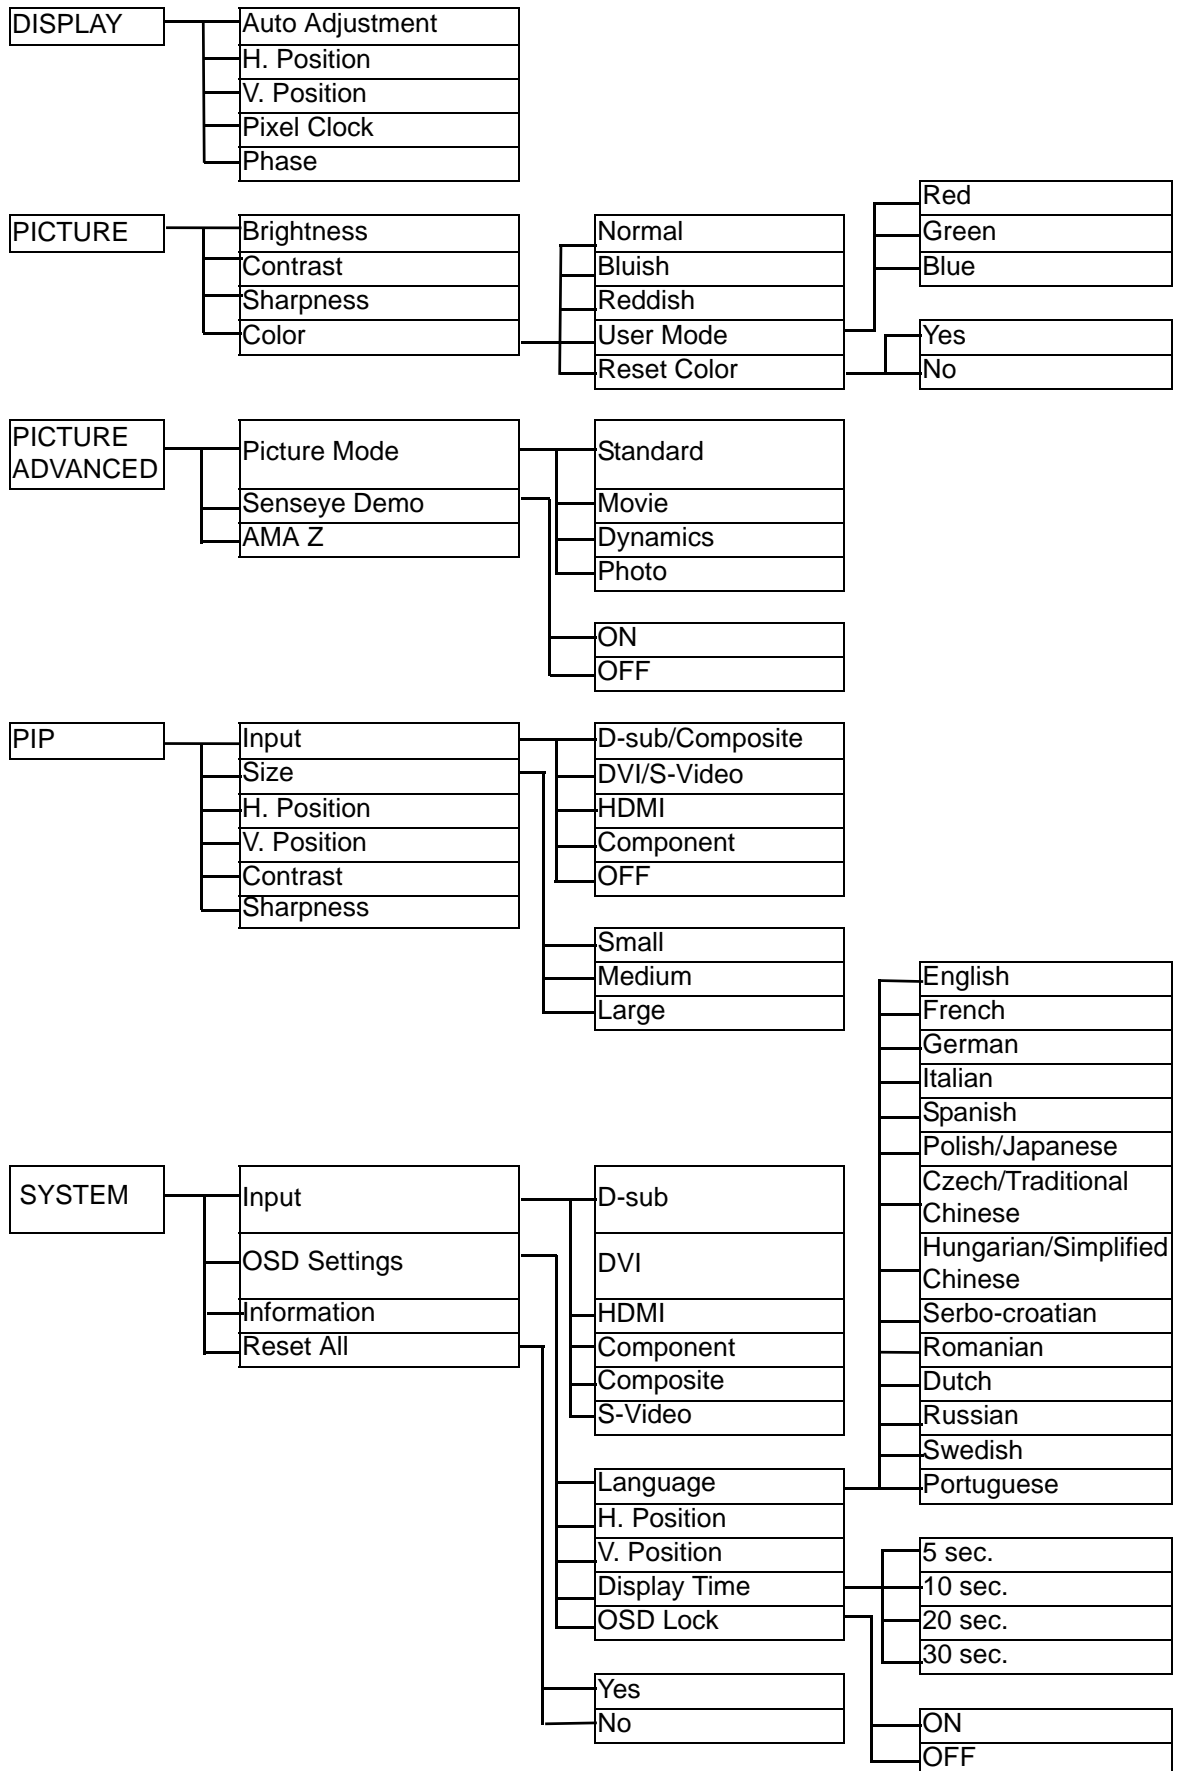 DISPLAY
Auto Adjustment
H. Position
V. Position
Pixel Clock
Phase
PICTURE
Brightness
Contrast
Sharpness
Color
Normal
Bluish
Reddish
User Mode
Reset Color
Red
Green
Blue
Yes
No
PICTURE
ADVANCED
Picture Mode
Senseye Demo
AMA Z
Standard
Movie
Dynamics
Photo
ON
OFF
PIP
Input
Size
H. Position
V. Position
Contrast
Sharpness
D-sub/Composite
DVI/S-Video
HDMI
Component
OFF
Small
Medium
Large
SYSTEM
Input
OSD Settings
Information
Reset All
D-sub
DVI
HDMI
Component
Composite
S-Video
Language
H. Position
V. Position
Display Time
OSD Lock
Yes
No
English
French
German
Italian
Spanish
Polish/Japanese
Czech/Traditional
Chinese
Hungarian/Simplified
Chinese
Serbo-croatian
Romanian
Dutch
Russian
Swedish
Portuguese
5 sec.
10 sec.
20 sec.
30 sec.
ON
OFF